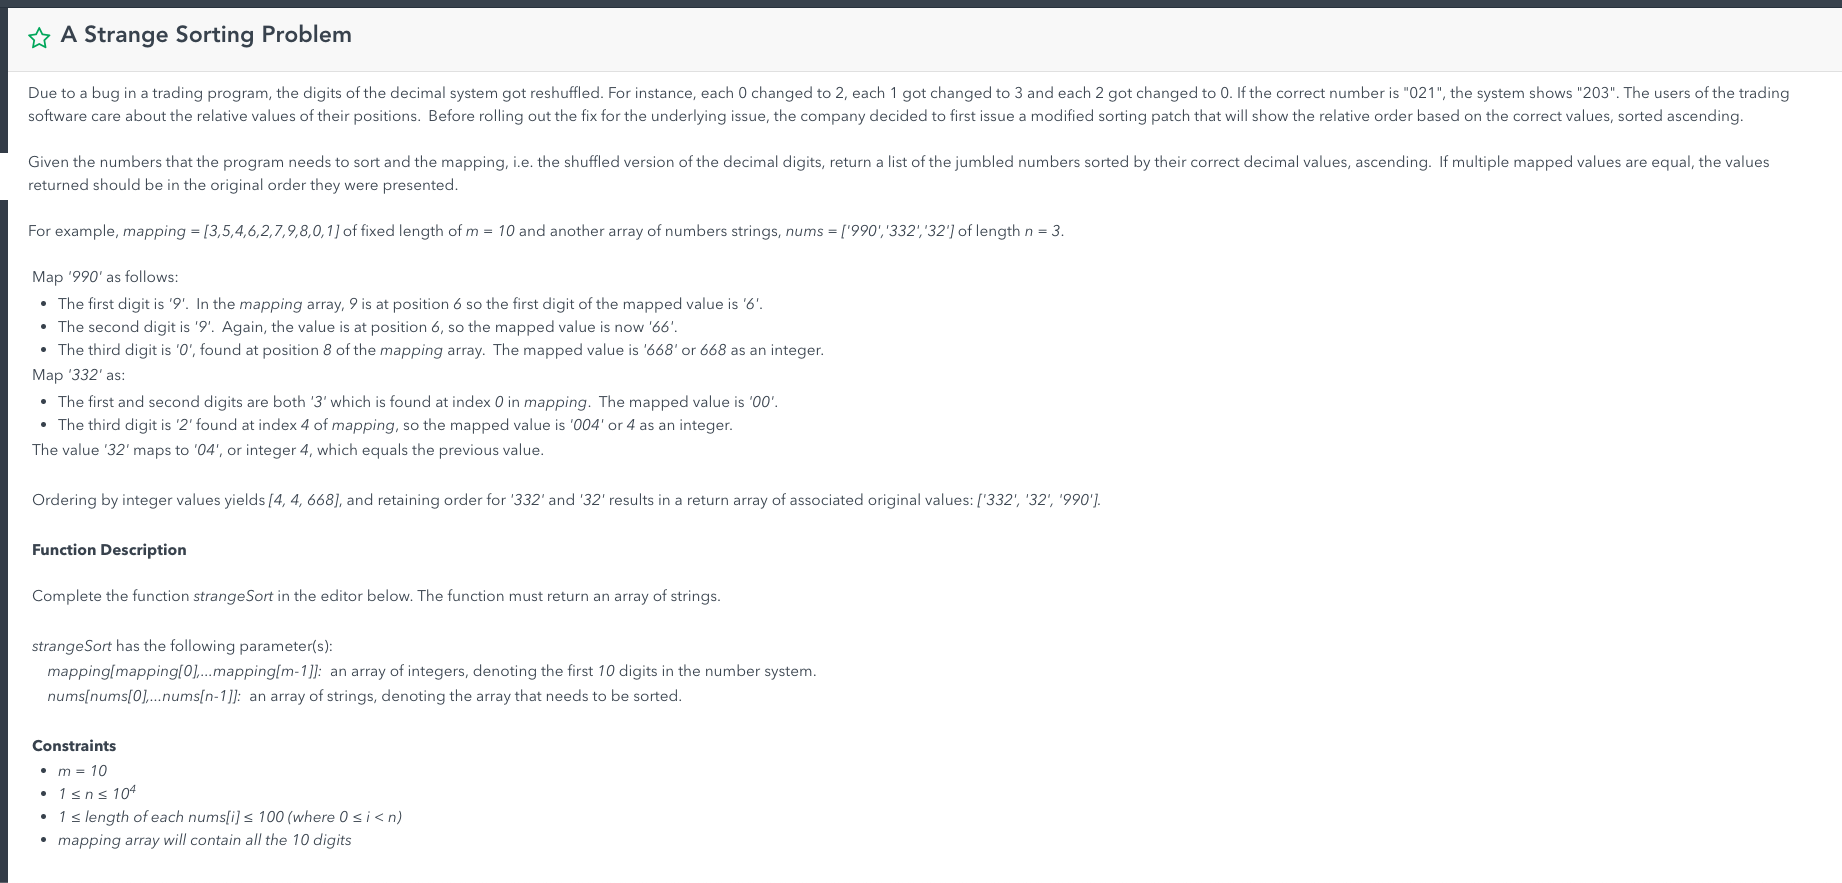 A Strange Sorting Problem
Due to a bug in a trading program, the digits of the decimal system got reshuffled. For instance, each 0 changed to 2, each 1 got changed to 3 and each 2 got changed to 0. If the correct number is "021", the system shows "203". The users of the trading
software care about the relative values of their positions.  Before rolling out the fix for the underlying issue, the company decided to first issue a modified sorting patch that will show the relative order based on the correct values, sorted ascending.
Given the numbers that the program needs to sort and the mapping, i.e. the shuffled version of the decimal digits, return a list of the jumbled numbers sorted by their correct decimal values, ascending.  If multiple mapped values are equal, the values
returned should be in the original order they were presented.
For example, mapping = [3,5,4,6,2,7,9,8,0,1] of fixed length of m = 10 and another array of numbers strings, nums = ['990','332','32'] of length n = 3.
Map '990' as follows:
• The first digit is '9'.  In the mapping array, 9 is at position 6 so the first digit of the mapped value is '6'.
• The second digit is '9'.  Again, the value is at position 6, so the mapped value is now '66'.
• The third digit is '0', found at position 8 of the mapping array.  The mapped value is '668' or 668 as an integer.
Map '332' as:
• The first and second digits are both '3' which is found at index 0 in mapping.  The mapped value is '00'.
• The third digit is '2' found at index 4 of mapping, so the mapped value is '004' or 4 as an integer.
The value '32' maps to '04', or integer 4, which equals the previous value.
Ordering by integer values yields [4, 4, 668], and retaining order for '332' and '32' results in a return array of associated original values: ['332', '32', '990'].
Function Description
Complete the function strangeSort in the editor below. The function must return an array of strings.
strangeSort has the following parameter(s):
mapping[mapping[0],...mapping[m-1]]:  an array of integers, denoting the first 10 digits in the number system.
nums[nums[0],...nums[n-1]]:  an array of strings, denoting the array that needs to be sorted.
Constraints
• m = 10
• 1 ≤ n ≤ 10⁴
• 1 ≤ length of each nums[i] ≤ 100 (where 0 ≤ i < n)
• mapping array will contain all the 10 digits